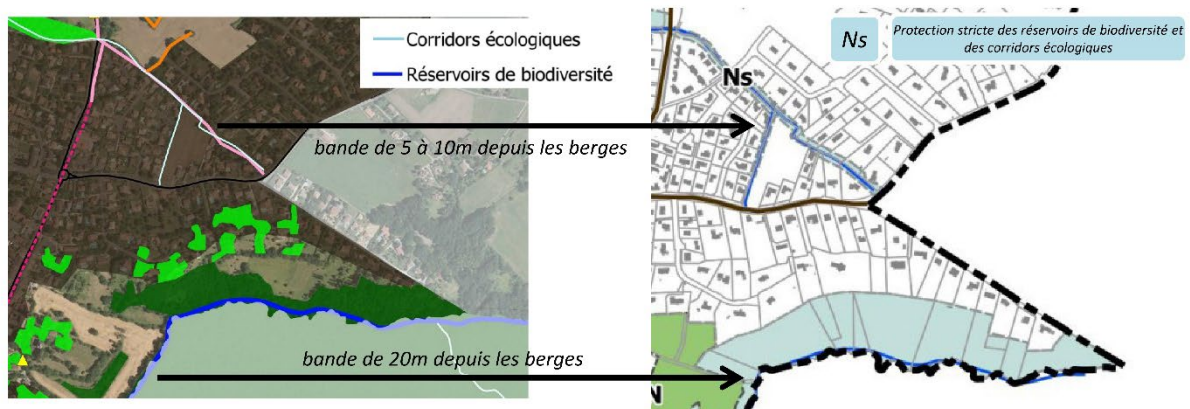 Corridors écologiques
Réservoirs de biodiversité
bande de 5 à 10m depuis les berges
bande de 20m depuis les berges
Ns
Protection stricte des réservoirs de biodiversité et
des corridors écologiques
Ns
N